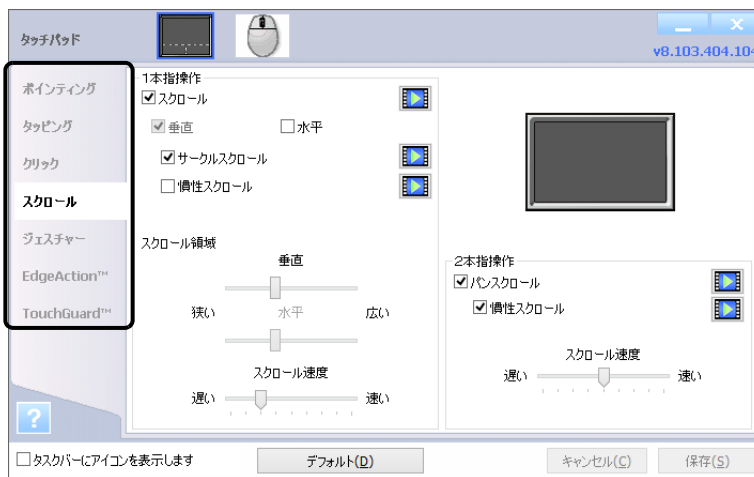 タッチパッド
v8.103.404.104
ポインティング
タッピング
クリック
スクロール
ジェスチャー
EdgeAction™
TouchGuard™
1本指操作
スクロール
垂直 水平
サークルスクロール
慣性スクロール
スクロール領域
垂直
狭い 水平 広い
スクロール速度
遅い 速い
2本指操作
パンスクロール
慣性スクロール
スクロール速度
遅い 速い
?
タスクバーにアイコンを表示します デフォルト(D) キャンセル(C) 保存(S)